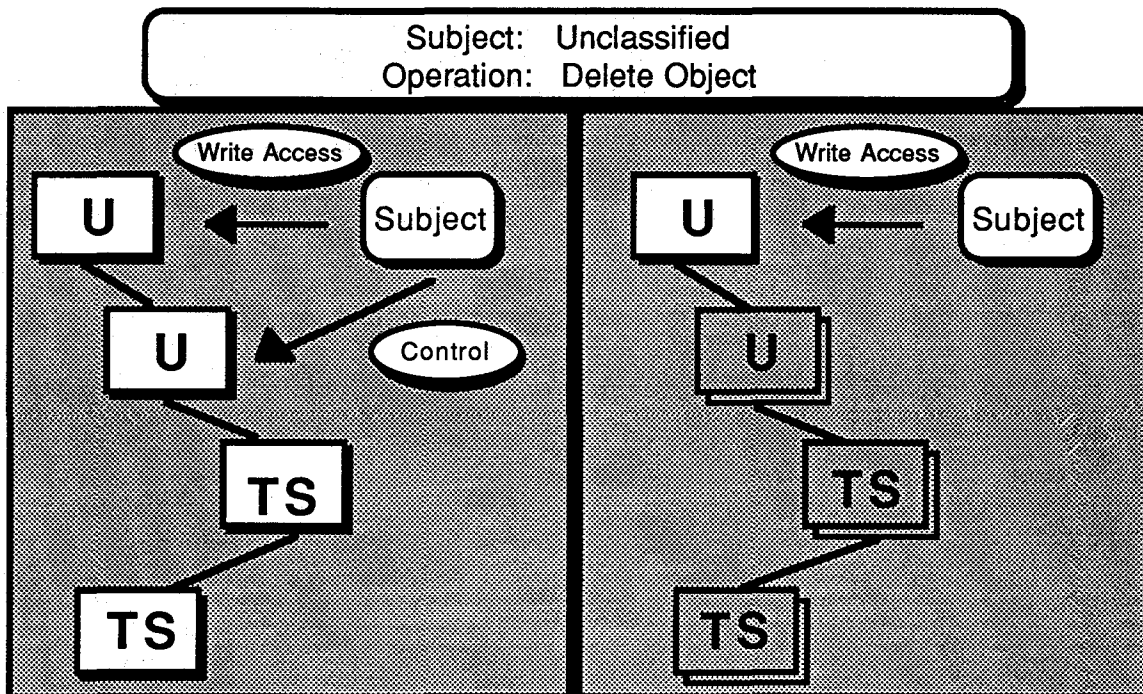 Subject: Unclassified
Operation: Delete Object
Write Access
U
Subject
U
Control
TS
TS
Write Access
U
Subject
U
TS
TS